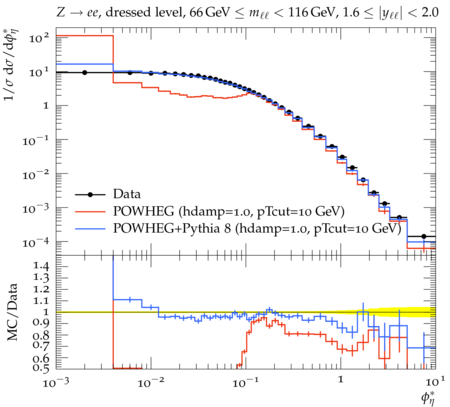 Z → ee, dressed level, 66 GeV ≤ mℓℓ < 116 GeV, 1.6 ≤ |yℓℓ| < 2.0
1/σ dσ/dφ*η
10²
10¹
1
10⁻¹
10⁻²
10⁻³
10⁻⁴
Data
POWHEG (hdamp=1.0, pTcut=10 GeV)
POWHEG+Pythia 8 (hdamp=1.0, pTcut=10 GeV)
MC/Data
1.4
1.3
1.2
1.1
1
0.9
0.8
0.7
0.6
0.5
10⁻³ 10⁻² 10⁻¹ 1 10¹
φ*η